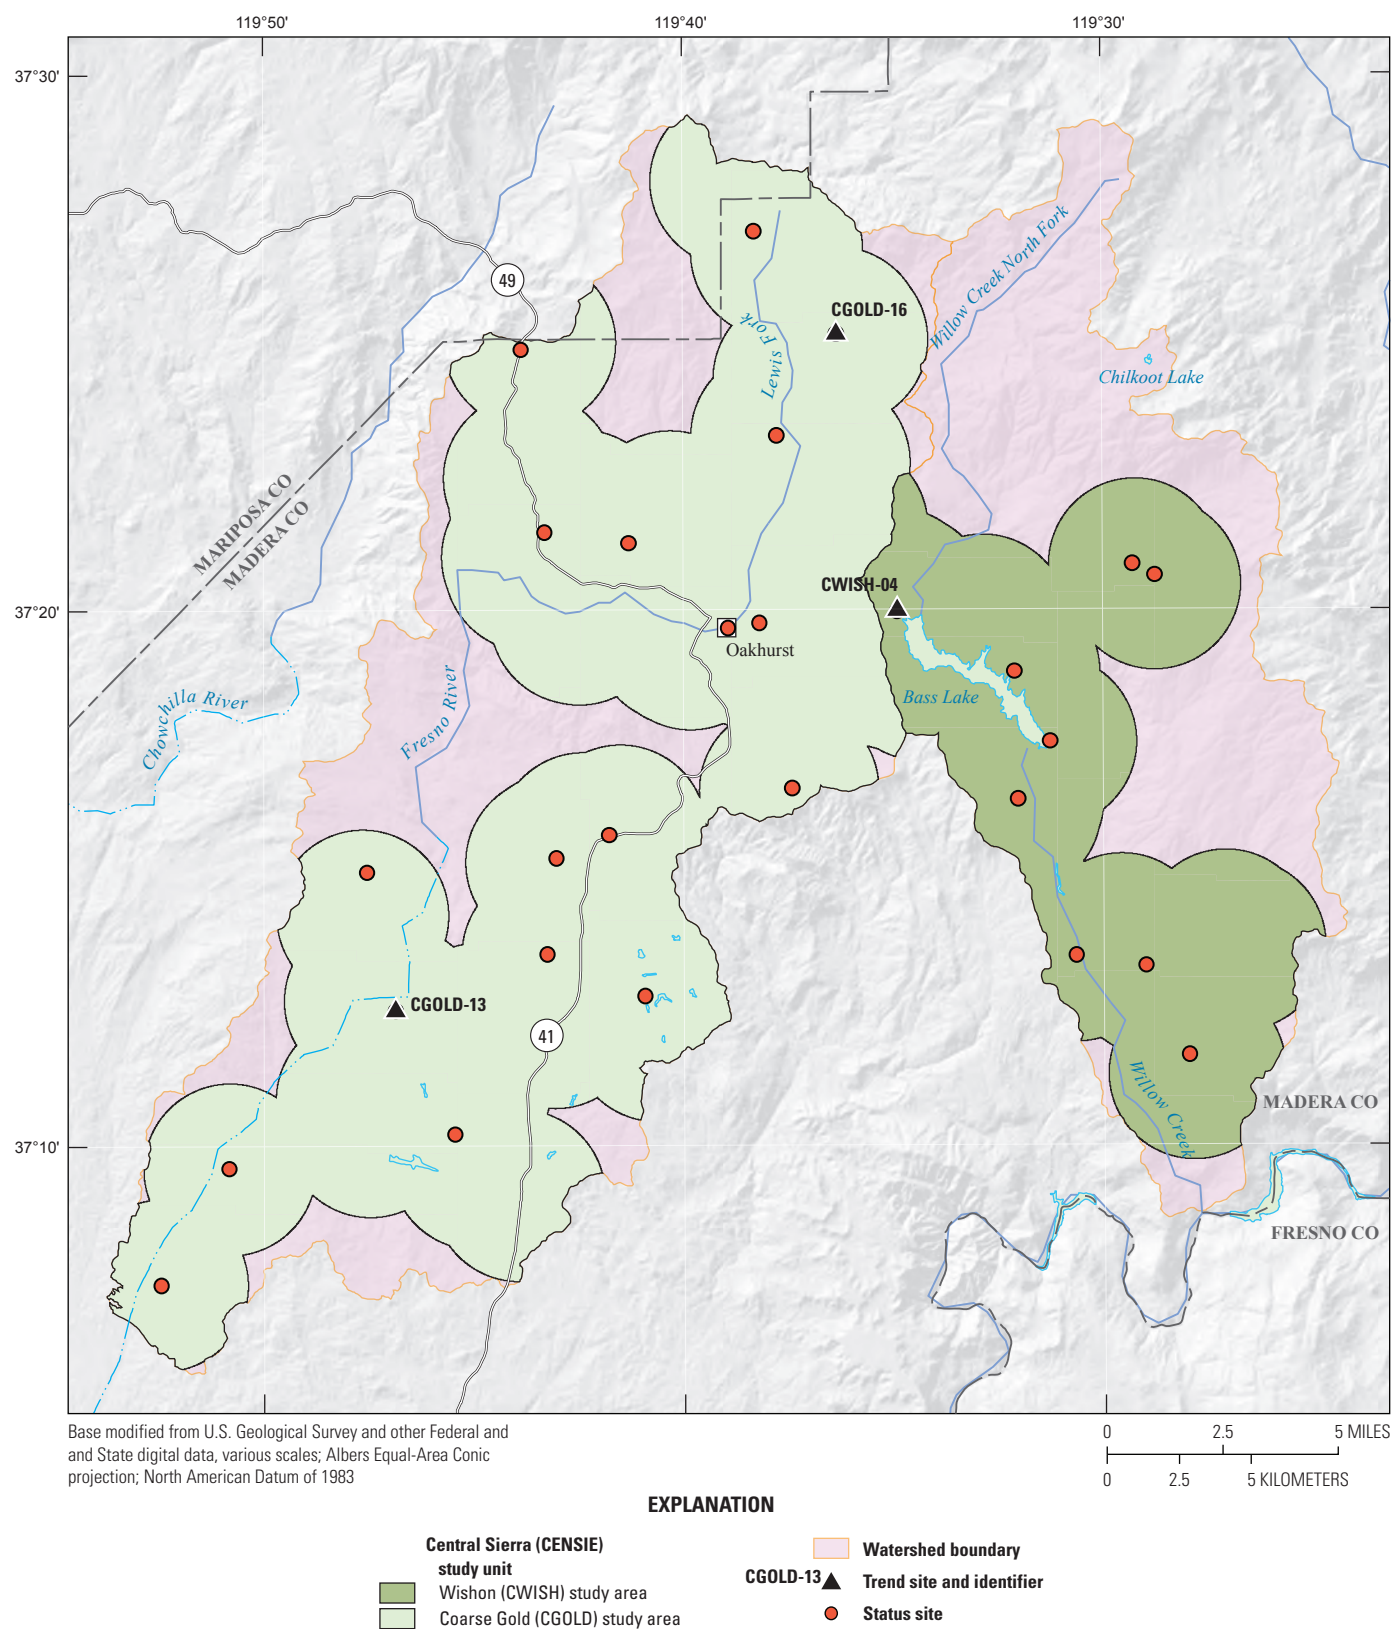 119°50'
119°40'
119°30'
37°30'
Willow Creek North Fork
49
CGOLD-16
Lewis Fork
Chilkoot Lake
MARIPOSA CO
MADERA CO
CWISH-04
37°20'
Oakhurst
Bass Lake
Chowchilla River
Fresno River
CGOLD-13
41
Willow Creek
MADERA CO
37°10'
FRESNO CO
Base modified from U.S. Geological Survey and other Federal and
and State digital data, various scales; Albers Equal-Area Conic
projection; North American Datum of 1983
0 2.5 5 MILES
0 2.5 5 KILOMETERS
EXPLANATION
Central Sierra (CENSIE)
study unit
Wishon (CWISH) study area
Coarse Gold (CGOLD) study area
Watershed boundary
CGOLD-13 Trend site and identifier
Status site